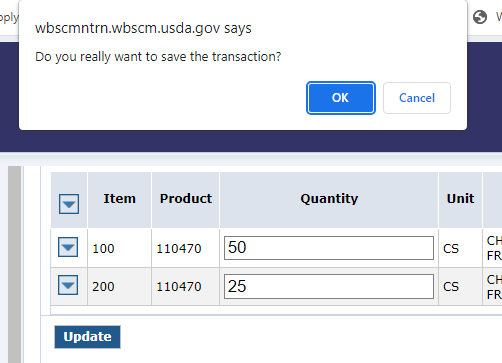 pply
wbscmntrn.wbscm.usda.gov says
Do you really want to save the transaction?
OK Cancel
Item Product Quantity Unit
100 110470 50 CS CH
FR
200 110470 25 CS CH
FR
Update